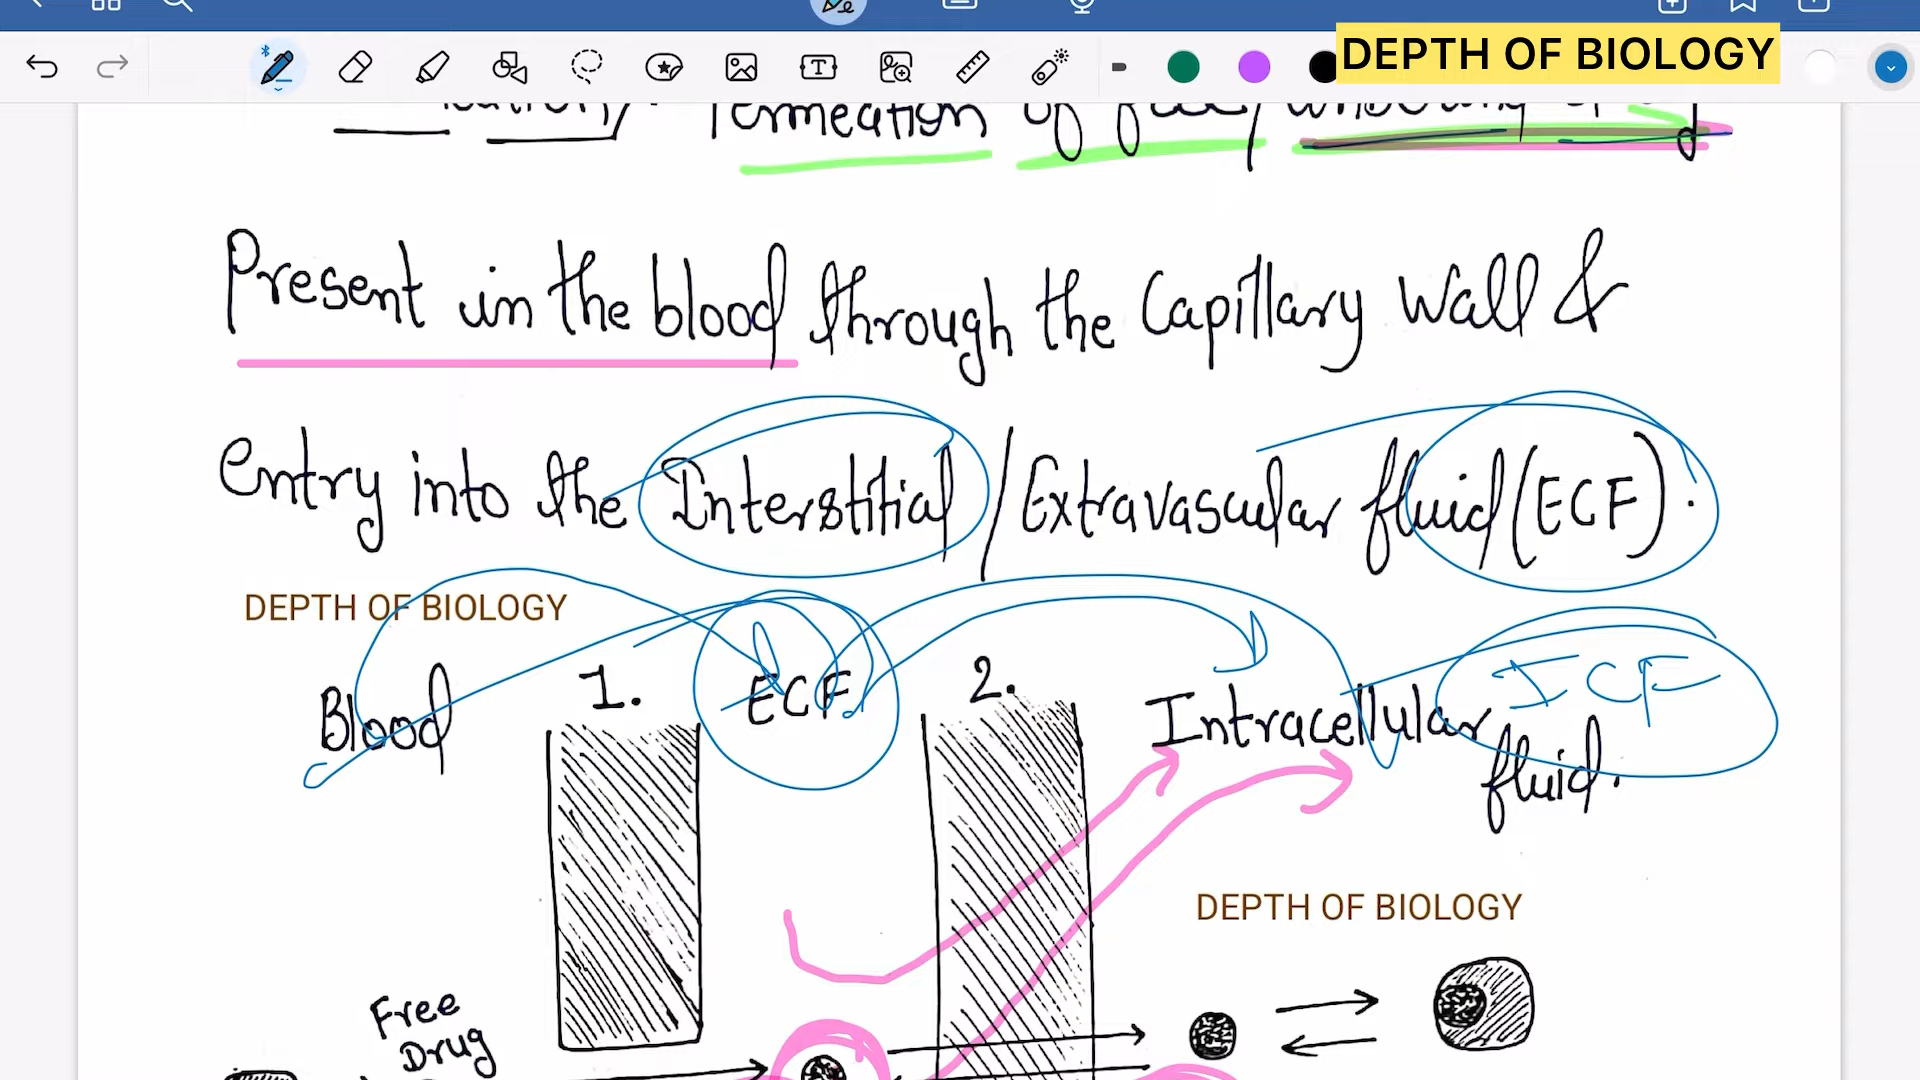 DEPTH OF BIOLOGY
Permeation of free/
Present in the blood through the Capillary Wall &
entry into the Interstitial / Extravascular fluid (ECF).
DEPTH OF BIOLOGY
Blood 1. ECF 2. Intracellular ICF
fluid.
DEPTH OF BIOLOGY
Free
Drug